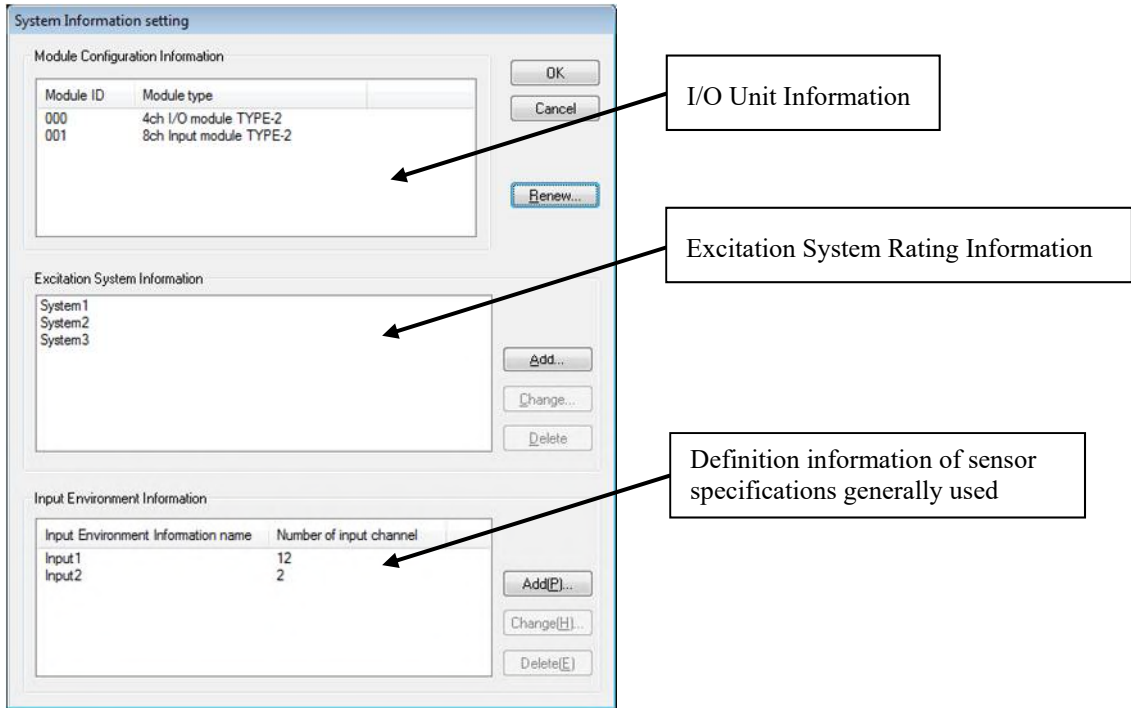 System Information setting
Module Configuration Information
Module ID Module type
000 4ch I/O module TYPE-2
001 8ch Input module TYPE-2
OK
Cancel
Renew...
I/O Unit Information
Excitation System Rating Information
Excitation System Information
System1
System2
System3
Add...
Change...
Delete
Definition information of sensor
specifications generally used
Input Environment Information
Input Environment Information name Number of input channel
Input1 12
Input2 2
Add(P)...
Change(H)...
Delete(E)